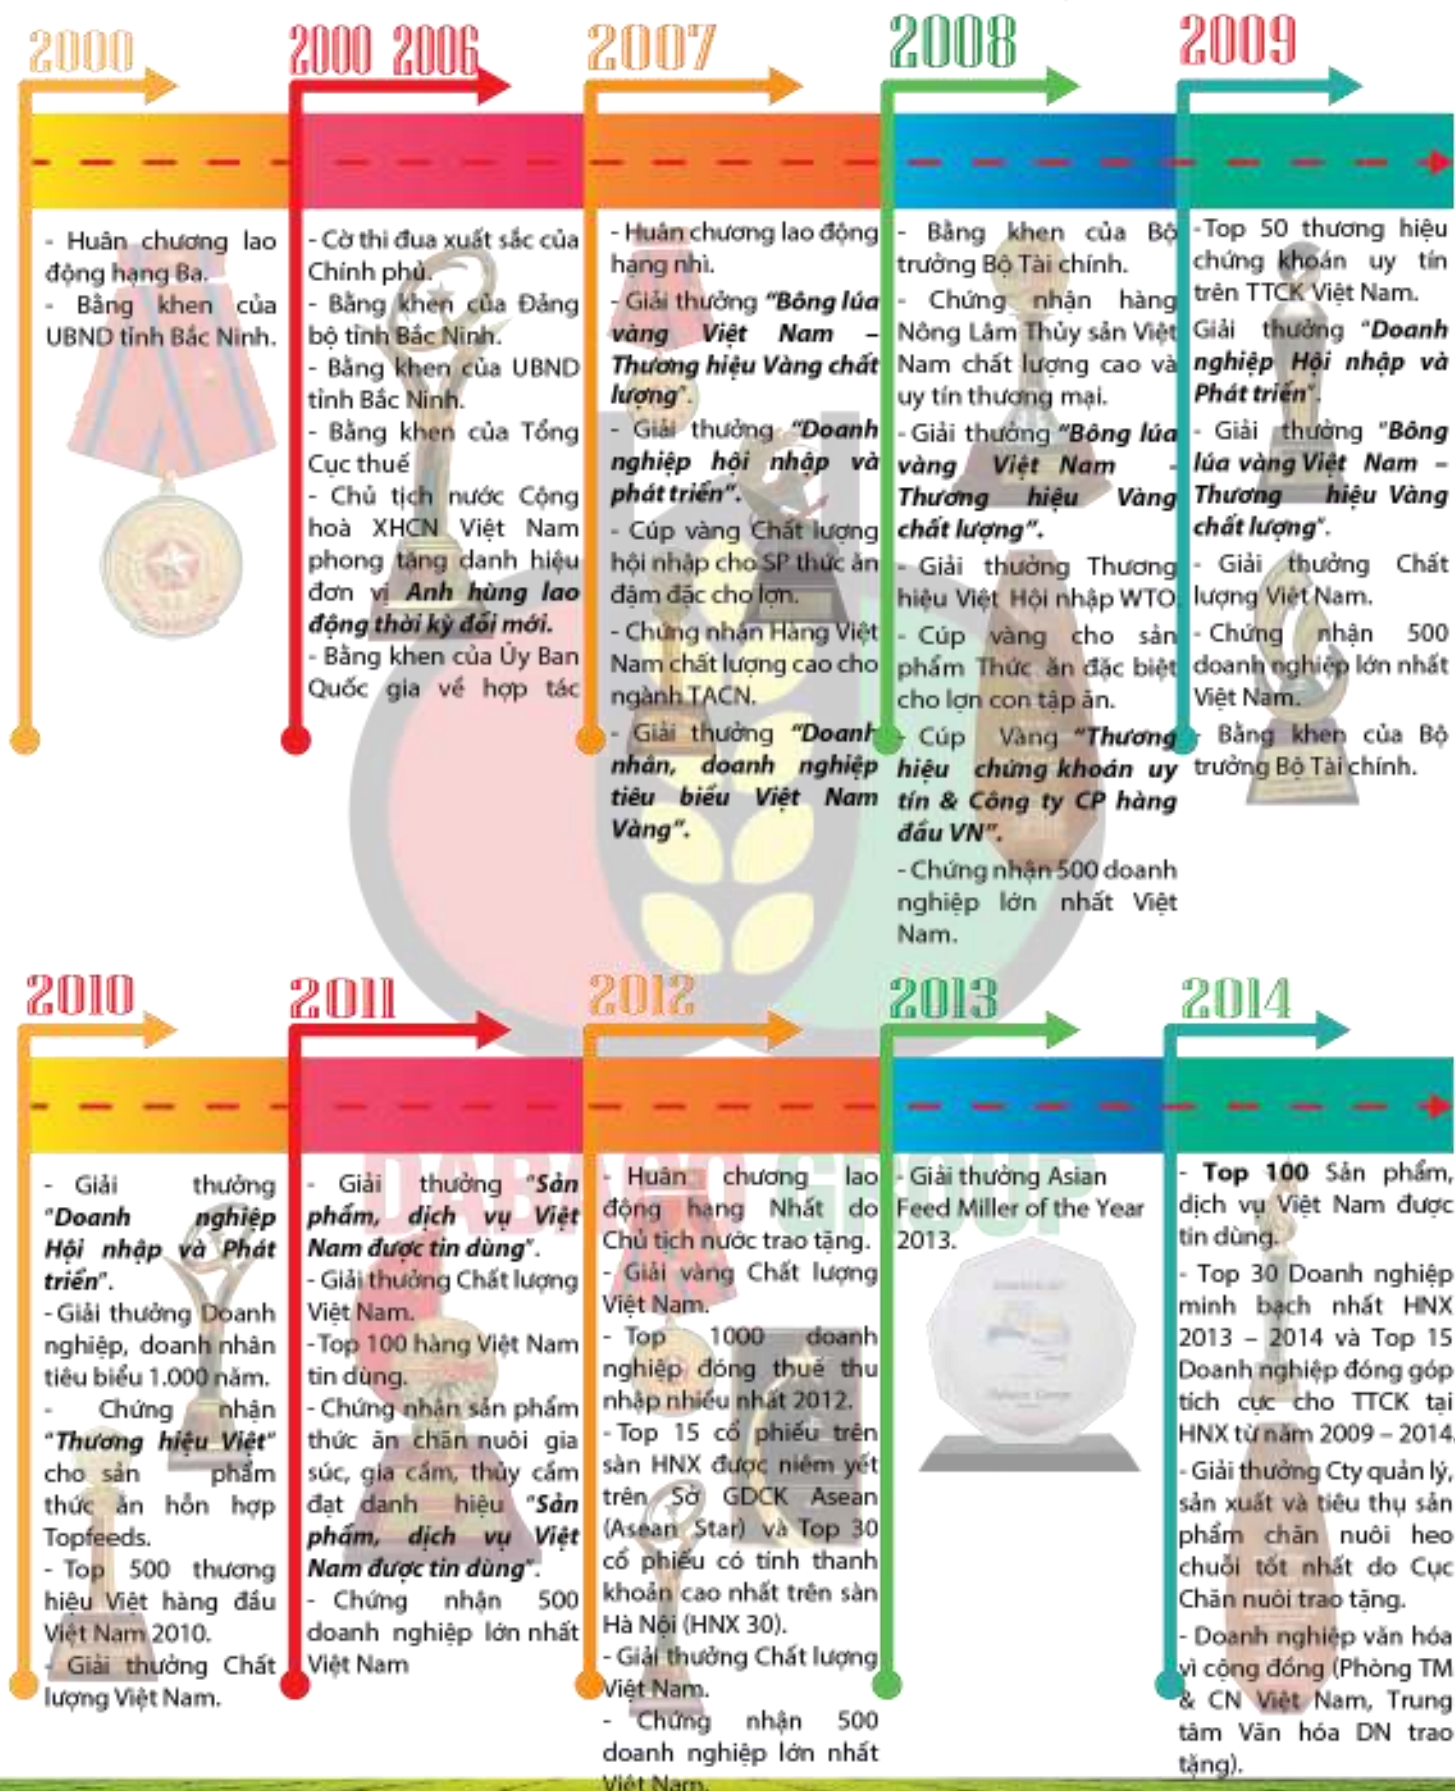 2000
- Huân chương lao
động hạng Ba.
- Bằng khen của
UBND tỉnh Bắc Ninh.
2000 2006
- Cờ thi đua xuất sắc của
Chính phủ.
- Bằng khen của Đảng
bộ tỉnh Bắc Ninh.
- Bằng khen của UBND
tỉnh Bắc Ninh.
- Bằng khen của Tổng
Cục thuế
- Chủ tịch nước Cộng
hoà XHCN Việt Nam
phong tặng danh hiệu
đơn vị Anh hùng lao
động thời kỳ đổi mới.
- Bằng khen của Ủy Ban
Quốc gia về hợp tác
2007
- Huân chương lao động
hạng nhì.
- Giải thưởng "Bông lúa
vàng Việt Nam –
Thương hiệu Vàng chất
lượng".
- Giải thưởng "Doanh
nghiệp hội nhập và
phát triển".
- Cúp vàng Chất lượng
hội nhập cho SP thức ăn
đậm đặc cho lợn.
- Chứng nhận Hàng Việt
Nam chất lượng cao cho
ngành TACN.
- Giải thưởng "Doanh
nhân, doanh nghiệp
tiêu biểu Việt Nam
Vàng".
2008
- Bằng khen của Bộ
trưởng Bộ Tài chính.
- Chứng nhận hàng
Nông Lâm Thủy sản Việt
Nam chất lượng cao và
uy tín thương mại.
- Giải thưởng "Bông lúa
vàng Việt Nam -
Thương hiệu Vàng
chất lượng".
- Giải thưởng Thương
hiệu Việt Hội nhập WTO.
- Cúp vàng cho sản
phẩm Thức ăn đặc biệt
cho lợn con tập ăn.
- Cúp Vàng "Thương
hiệu chứng khoán uy
tín & Công ty CP hàng
đầu VN".
- Chứng nhận 500 doanh
nghiệp lớn nhất Việt
Nam.
2009
-Top 50 thương hiệu
chứng khoán uy tín
trên TTCK Việt Nam.
Giải thưởng "Doanh
nghiệp Hội nhập và
Phát triển".
- Giải thưởng "Bông
lúa vàng Việt Nam –
Thương hiệu Vàng
chất lượng".
- Giải thưởng Chất
lượng Việt Nam.
- Chứng nhận 500
doanh nghiệp lớn nhất
Việt Nam.
- Bằng khen của Bộ
trưởng Bộ Tài chính.
2010
- Giải thưởng
"Doanh nghiệp
Hội nhập và Phát
triển".
- Giải thưởng Doanh
nghiệp, doanh nhân
tiêu biểu 1.000 năm.
- Chứng nhận
"Thương hiệu Việt"
cho sản phẩm
thức ăn hỗn hợp
Topfeeds.
- Top 500 thương
hiệu Việt hàng đầu
Việt Nam 2010.
- Giải thưởng Chất
lượng Việt Nam.
2011
- Giải thưởng "Sản
phẩm, dịch vụ Việt
Nam được tin dùng".
- Giải thưởng Chất lượng
Việt Nam.
-Top 100 hàng Việt Nam
tin dùng.
- Chứng nhận sản phẩm
thức ăn chăn nuôi gia
súc, gia cầm, thủy cầm
đạt danh hiệu "Sản
phẩm, dịch vụ Việt
Nam được tin dùng".
- Chứng nhận 500
doanh nghiệp lớn nhất
Việt Nam
2012
- Huân chương lao
động hạng Nhất do
Chủ tịch nước trao tặng.
- Giải vàng Chất lượng
Việt Nam.
- Top 1000 doanh
nghiệp đóng thuế thu
nhập nhiều nhất 2012.
- Top 15 cổ phiếu trên
sàn HNX được niêm yết
trên Sở GDCK Asean
(Asean Star) và Top 30
cổ phiếu có tính thanh
khoản cao nhất trên sàn
Hà Nội (HNX 30).
- Giải thưởng Chất lượng
Việt Nam.
- Chứng nhận 500
doanh nghiệp lớn nhất
Việt Nam.
2013
- Giải thưởng Asian
Feed Miller of the Year
2013.
2014
- Top 100 Sản phẩm,
dịch vụ Việt Nam được
tin dùng.
- Top 30 Doanh nghiệp
minh bạch nhất HNX
2013 – 2014 và Top 15
Doanh nghiệp đóng góp
tích cực cho TTCK tại
HNX từ năm 2009 – 2014.
- Giải thưởng Cty quản lý,
sản xuất và tiêu thụ sản
phẩm chăn nuôi heo
chuỗi tốt nhất do Cục
Chăn nuôi trao tặng.
- Doanh nghiệp văn hóa
vì cộng đồng (Phòng TM
& CN Việt Nam, Trung
tâm Văn hóa DN trao
tặng).
DABACO GROUP